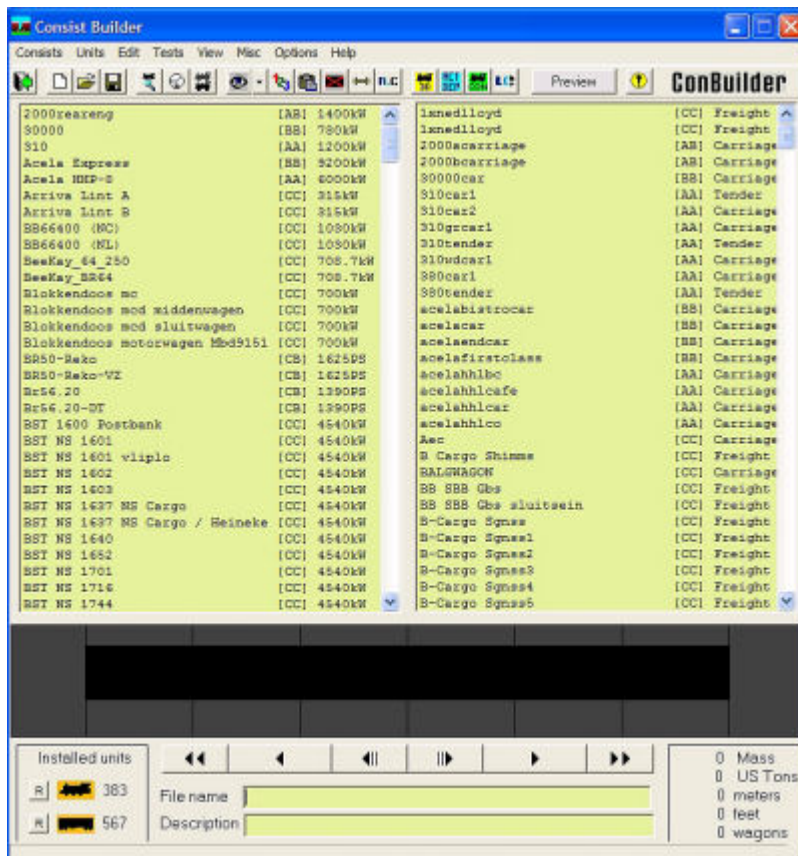 Consist Builder
Consists Units Edit Tests View Misc Options Help
Preview ConBuilder
2000reareng [AB] 1400kW
30000 [BB] 780kW
310 [AA] 1200kW
Acela Express [BB] 9200kW
Acela HHP-8 [AA] 6000kW
Arriva Lint A [CC] 315kW
Arriva Lint B [CC] 315kW
BB66400 (NC) [CC] 1030kW
BB66400 (NL) [CC] 1030kW
BeeKay_64_250 [CC] 708.7kW
BeeKay_BR64 [CC] 708.7kW
Blokkendoos mc [CC] 700kW
Blokkendoos mcd middenwagen [CC] 700kW
Blokkendoos mcd sluitwagen [CC] 700kW
Blokkendoos motorwagen Mbd9151 [CC] 700kW
BR50-Reko [CB] 1625PS
BR50-Reko-VZ [CB] 1625PS
Br56.20 [CB] 1390PS
Br56.20-DT [CB] 1390PS
BST 1600 Postbank [CC] 4540kW
BST NS 1601 [CC] 4540kW
BST NS 1601 vliplo [CC] 4540kW
BST NS 1602 [CC] 4540kW
BST NS 1603 [CC] 4540kW
BST NS 1637 NS Cargo [CC] 4540kW
BST NS 1637 NS Cargo / Heineke [CC] 4540kW
BST NS 1640 [CC] 4540kW
BST NS 1652 [CC] 4540kW
BST NS 1701 [CC] 4540kW
BST NS 1716 [CC] 4540kW
BST NS 1744 [CC] 4540kW
1xnedlloyd [CC] Freight
1xnedlloyd [CC] Freight
2000acarriage [AB] Carriage
2000bcarriage [AB] Carriage
30000car [BB] Carriage
310car1 [AA] Tender
310car2 [AA] Carriage
310grcar1 [AA] Carriage
310tender [AA] Tender
310wdcar1 [AA] Carriage
380car1 [AA] Carriage
380tender [AA] Tender
acelabistrocar [BB] Carriage
acelacar [BB] Carriage
acelaendcar [BB] Carriage
acelafirstclass [BB] Carriage
acelahhlbc [AA] Carriage
acelahhlcafe [AA] Carriage
acelahhlcar [AA] Carriage
acelahhlco [AA] Carriage
Aec [CC] Carriage
B Cargo Shimms [CC] Freight
BALGWAGON [CC] Carriage
BB SBB Gbs [CC] Freight
BB SBB Gbs sluitsein [CC] Freight
B-Cargo Sgnss [CC] Freight
B-Cargo Sgnss1 [CC] Freight
B-Cargo Sgnss2 [CC] Freight
B-Cargo Sgnss3 [CC] Freight
B-Cargo Sgnss4 [CC] Freight
B-Cargo Sgnss5 [CC] Freight
Installed units
R 383
R 567
File name
Description
0 Mass
0 US Tons
0 meters
0 feet
0 wagons